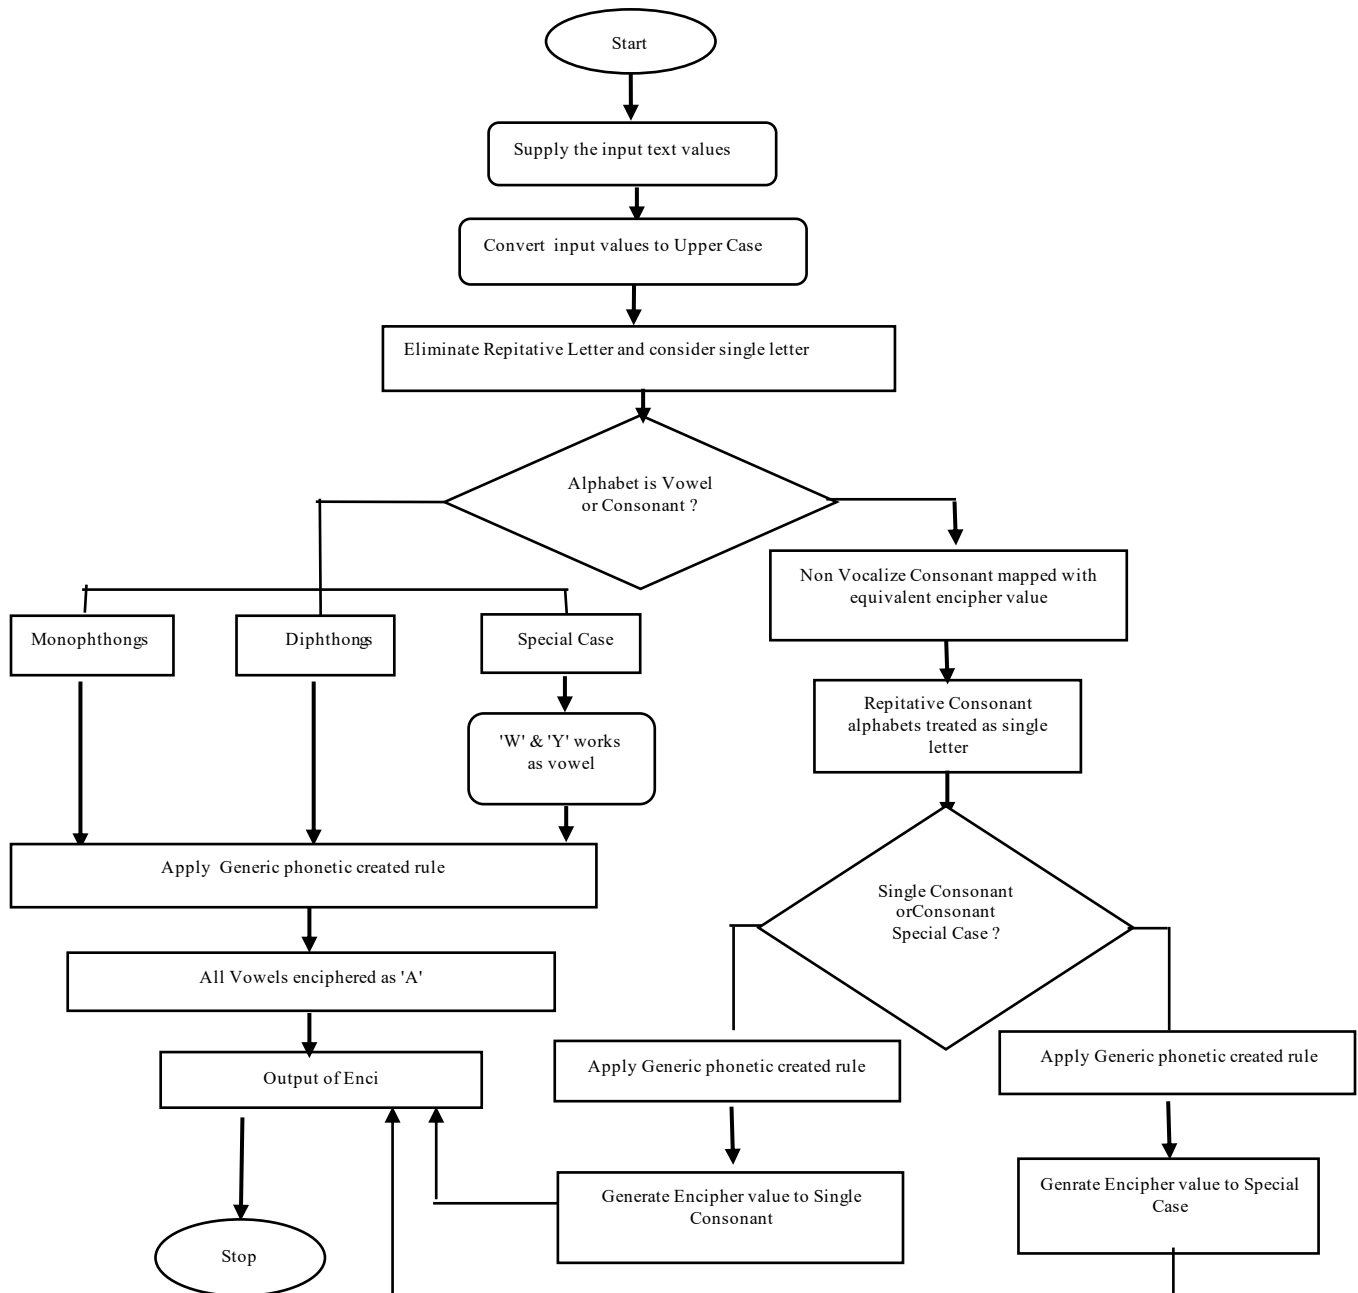 Start
Supply the input text values
Convert  input values to Upper Case
Eliminate Repitative Letter and consider single letter
Alphabet is Vowel
or Consonant ?
Non Vocalize Consonant mapped with
equivalent encipher value
Monophthongs
Diphthongs
Special Case
Repitative Consonant
alphabets treated as single
letter
'W' & 'Y' works
as vowel
Apply  Generic phonetic created rule
Single Consonant
orConsonant
Special Case ?
All Vowels enciphered as 'A'
Output of Enci
Apply Generic phonetic created rule
Apply Generic phonetic created rule
Generate Encipher value to Single
Consonant
Genrate Encipher value to Special
Case
Stop